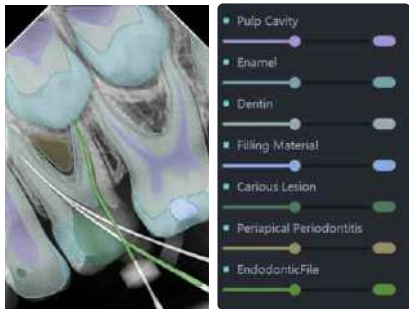 Pulp Cavity
Enamel
Dentin
Filling Material
Carious Lesion
Periapical Periodontitis
EndodonticFile